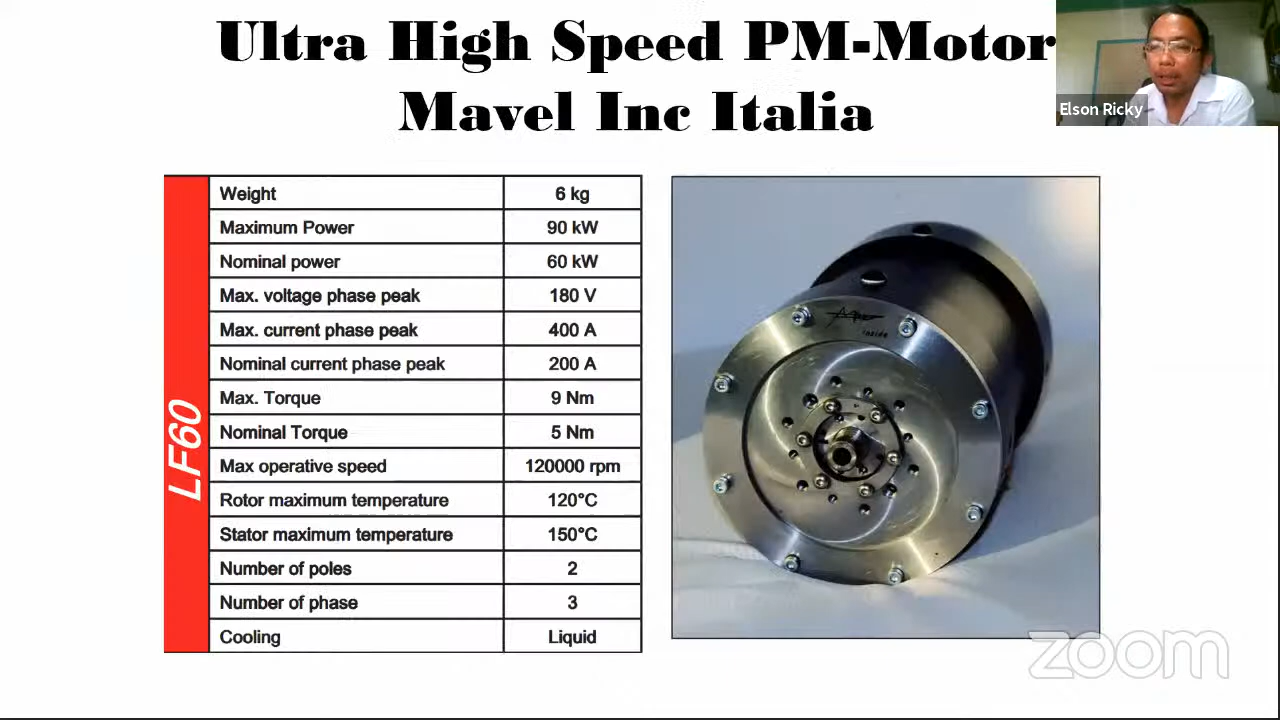 Ultra High Speed PM-Motor
Mavel Inc Italia
Elson Ricky
LF60
Weight 6 kg
Maximum Power 90 kW
Nominal power 60 kW
Max. voltage phase peak 180 V
Max. current phase peak 400 A
Nominal current phase peak 200 A
Max. Torque 9 Nm
Nominal Torque 5 Nm
Max operative speed 120000 rpm
Rotor maximum temperature 120°C
Stator maximum temperature 150°C
Number of poles 2
Number of phase 3
Cooling Liquid
inside
zoom